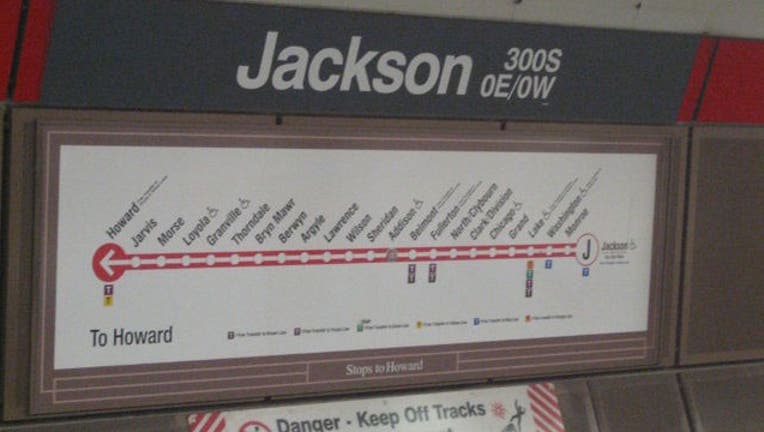 Jackson
300S
0E/0W
Howard
Jarvis
Morse
Loyola
Granville
Thorndale
Bryn Mawr
Berwyn
Argyle
Lawrence
Wilson
Sheridan
Addison
Belmont
Fullerton
North-Clybourn
Clark Division
Chicago
Grand
Lake
Washington
Monroe
J
Jackson
To Howard
Stops to Howard
Danger - Keep Off Tracks